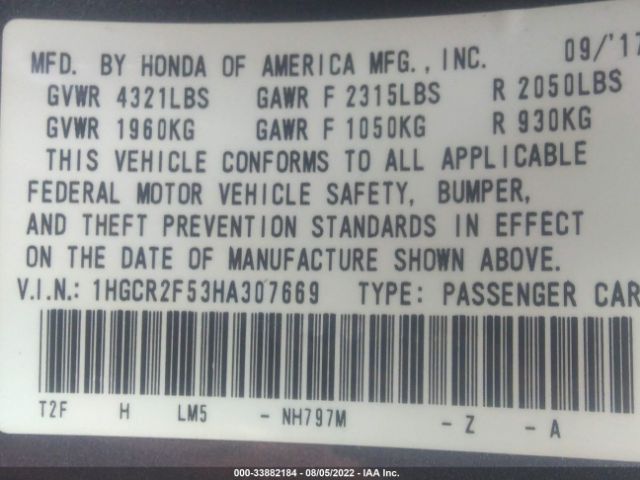 MFD. BY HONDA OF AMERICA MFG., INC. 09/'17
GVWR 4321LBS GAWR F 2315LBS R 2050LBS
GVWR 1960KG GAWR F 1050KG R 930KG
THIS VEHICLE CONFORMS TO ALL APPLICABLE
FEDERAL MOTOR VEHICLE SAFETY, BUMPER,
AND THEFT PREVENTION STANDARDS IN EFFECT
ON THE DATE OF MANUFACTURE SHOWN ABOVE.
V.I.N.: 1HGCR2F53HA307669 TYPE: PASSENGER CAR
T2F H LM5 - NH797M - Z - A
000-33882184 - 08/05/2022 - IAA Inc.